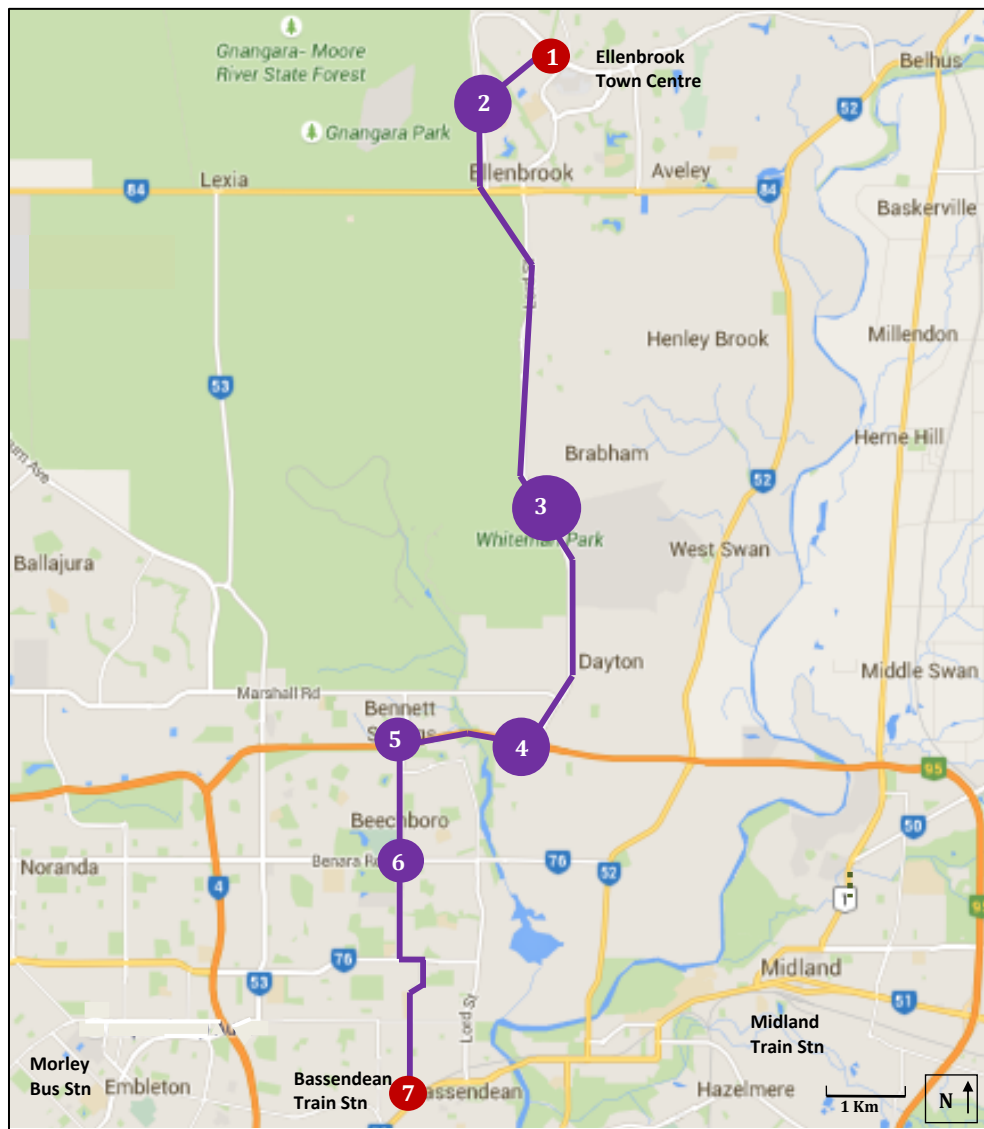 Gnangara- Moore
River State Forest
1
Ellenbrook
Town Centre
Belhus
2
52
Gnangara Park
Ellenbrook
Aveley
Lexia
84
84
Baskerville
Henley Brook
Millendon
53
Herne Hill
Brabham
52
3
Whiteman Park
West Swan
Ballajura
Dayton
Middle Swan
Marshall Rd
Bennett
5
4
95
Beechboro
50
Noranda
Benara
6
76
52
4
1
95
76
Midland
53
51
Lord
Midland
Train Stn
Morley
Bus Stn
Embleton
Bassendean
Train Stn
7
assendean
Hazelmere
1 Km
N